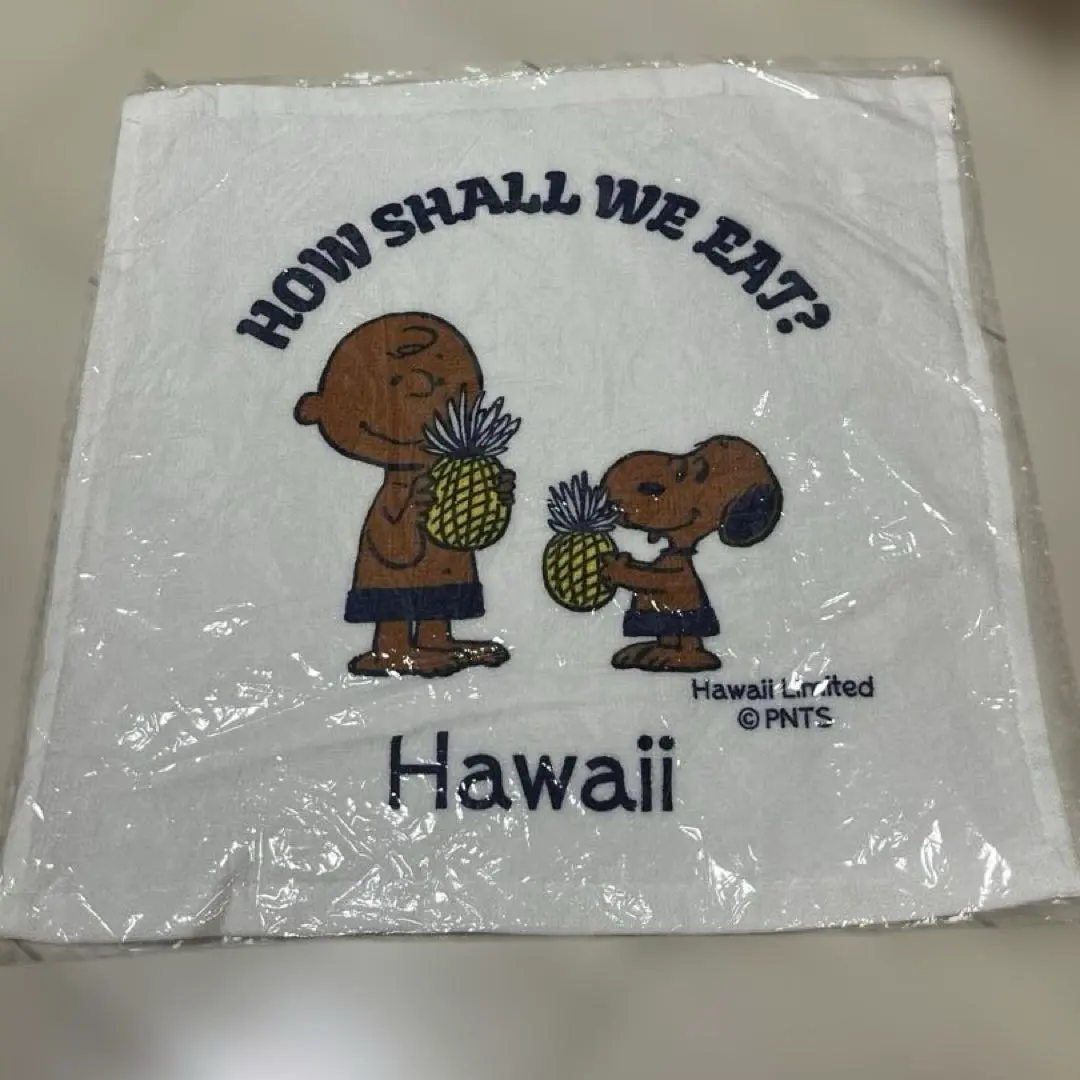 HOW SHALL WE EAT?
Hawaii Limited
© PNTS
Hawaii